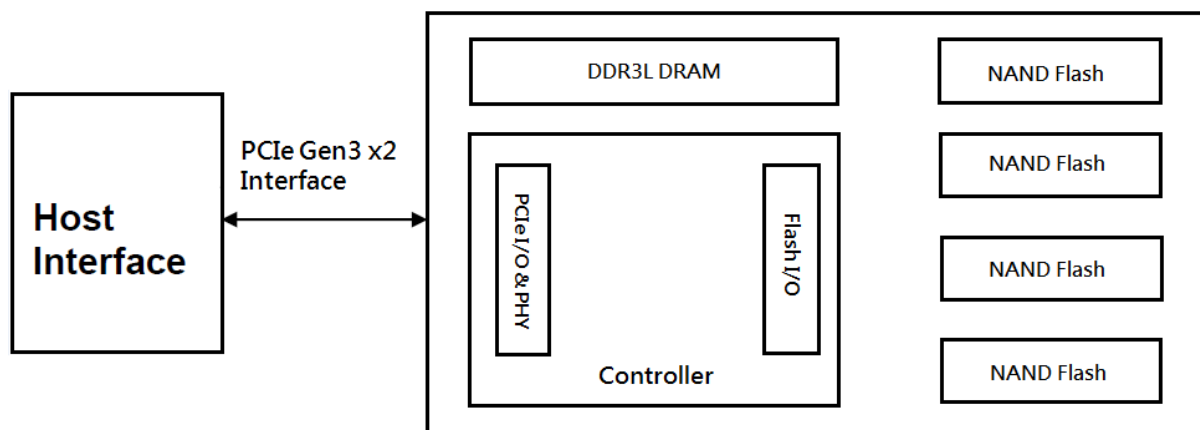 Host
Interface
PCIe Gen3 x2
Interface
DDR3L DRAM
PCIe I/O & PHY
Flash I/O
Controller
NAND Flash
NAND Flash
NAND Flash
NAND Flash